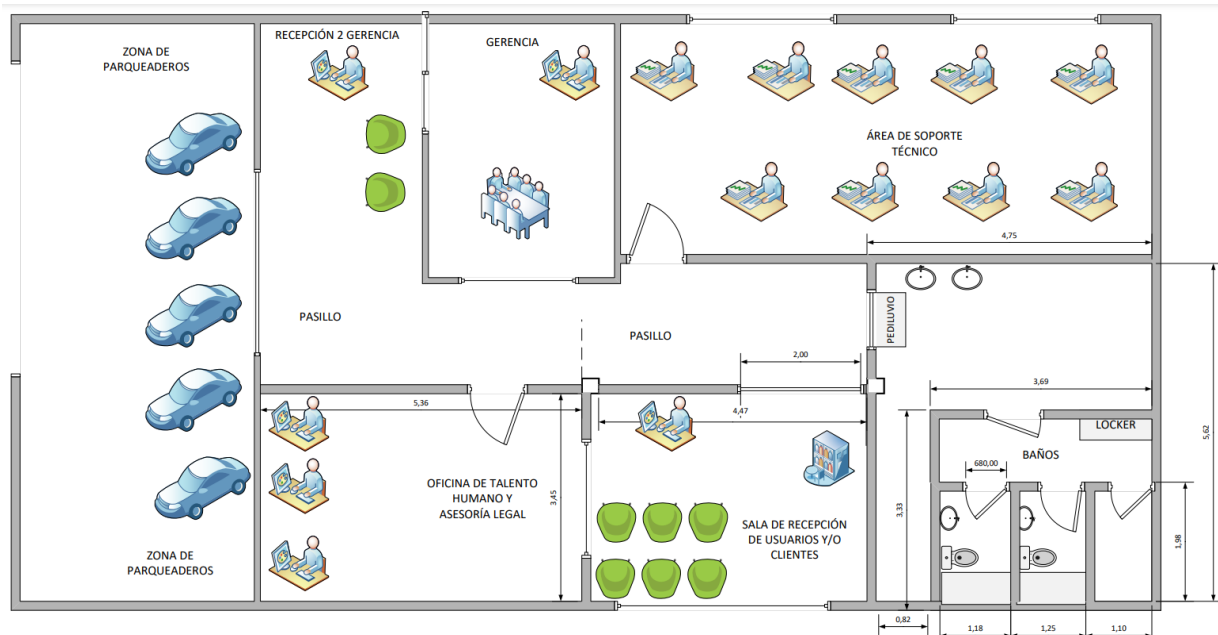 ZONA DE
PARQUEADEROS
RECEPCIÓN 2 GERENCIA
GERENCIA
ÁREA DE SOPORTE
TÉCNICO
4,75
PASILLO
PASILLO
PEDILUVIO
2,00
3,69
5,62
5,36
4,47
LOCKER
BAÑOS
680,00
OFICINA DE TALENTO
HUMANO Y
ASESORÍA LEGAL
3,45
SALA DE RECEPCIÓN
DE USUARIOS Y/O
CLIENTES
3,33
1,98
ZONA DE
PARQUEADEROS
0,82
1,18
1,25
1,10